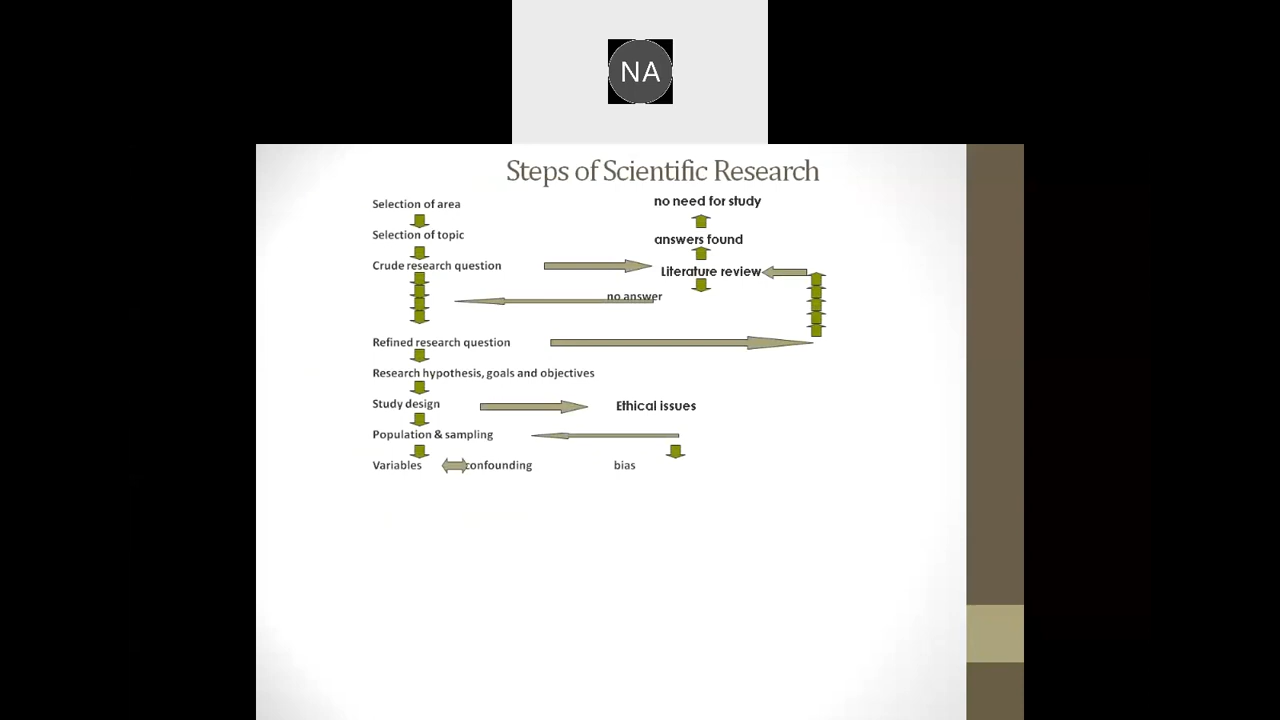 NA
Steps of Scientific Research
Selection of area
no need for study
Selection of topic
answers found
Crude research question
Literature review
no answer
Refined research question
Research hypothesis, goals and objectives
Study design
Ethical issues
Population & sampling
Variables
confounding
bias